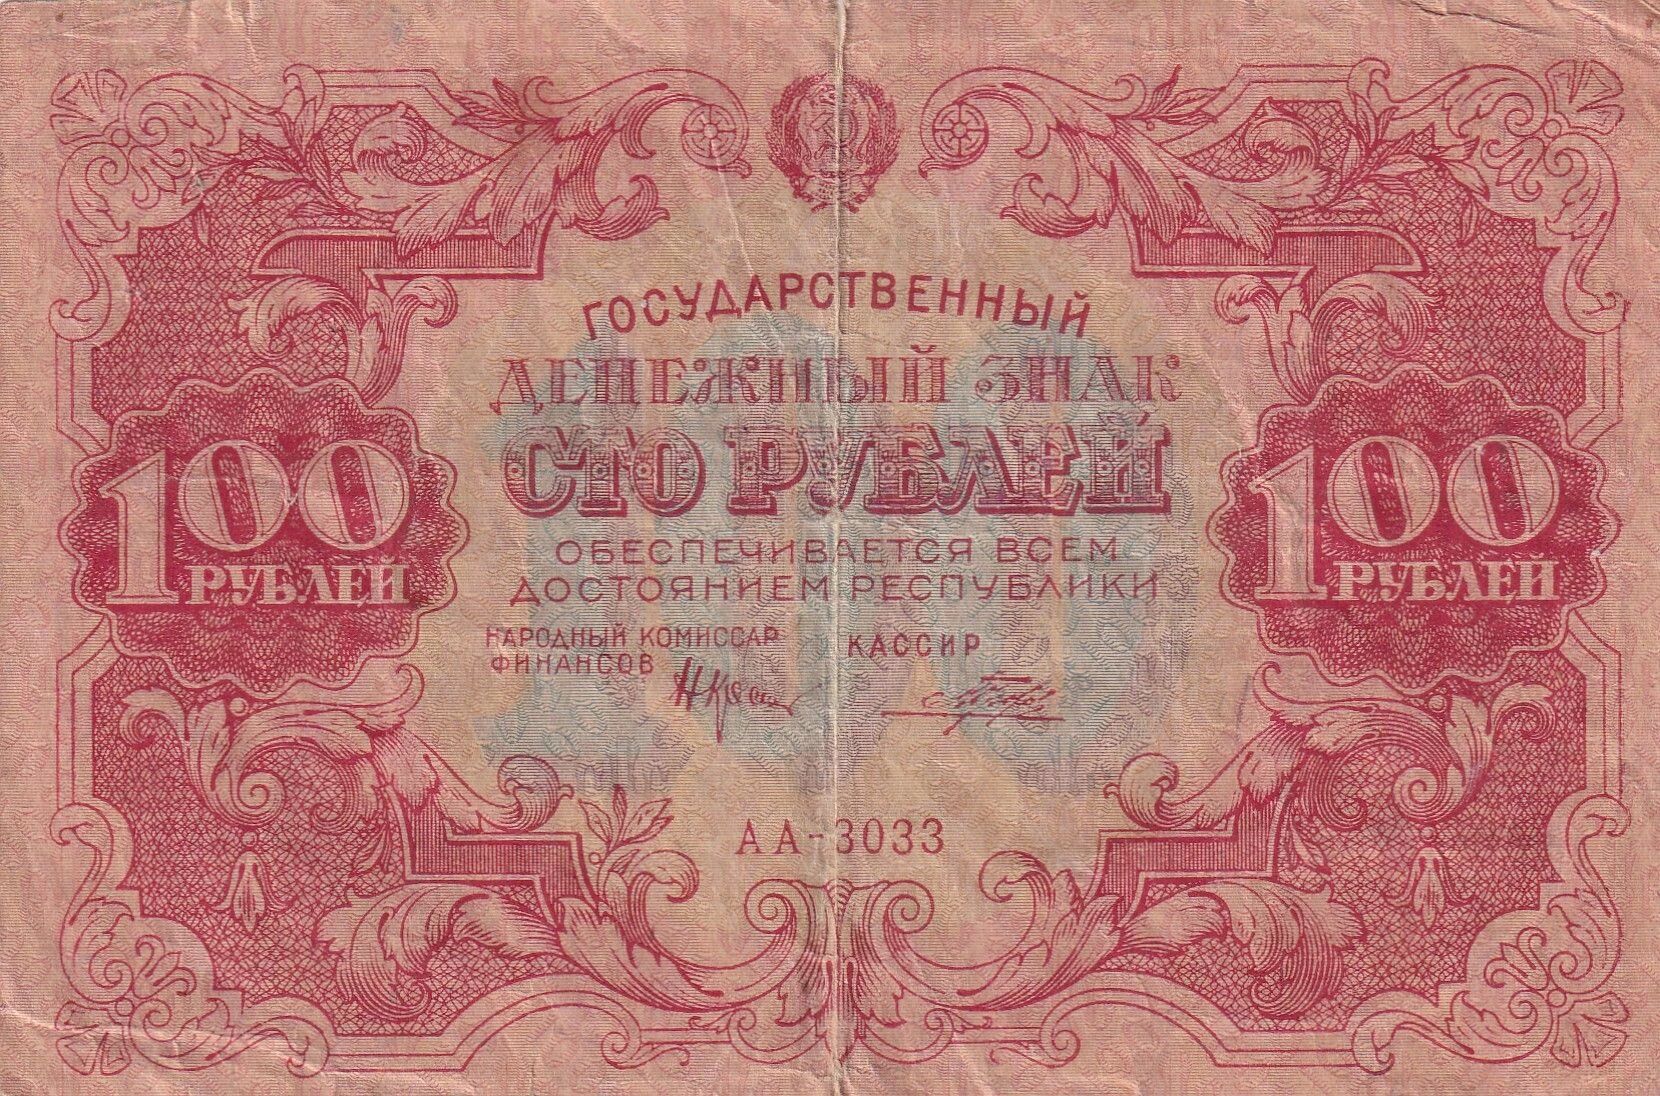 ГОСУДАРСТВЕННЫЙ
ДЕНЕЖНЫЙ ЗНАК
СТО РУБЛЕЙ
100
РУБЛЕЙ
100
РУБЛЕЙ
ОБЕСПЕЧИВАЕТСЯ ВСЕМ
ДОСТОЯНИЕМ РЕСПУБЛИКИ
НАРОДНЫЙ КОМИССАР
ФИНАНСОВ
КАССИР
АА-3033